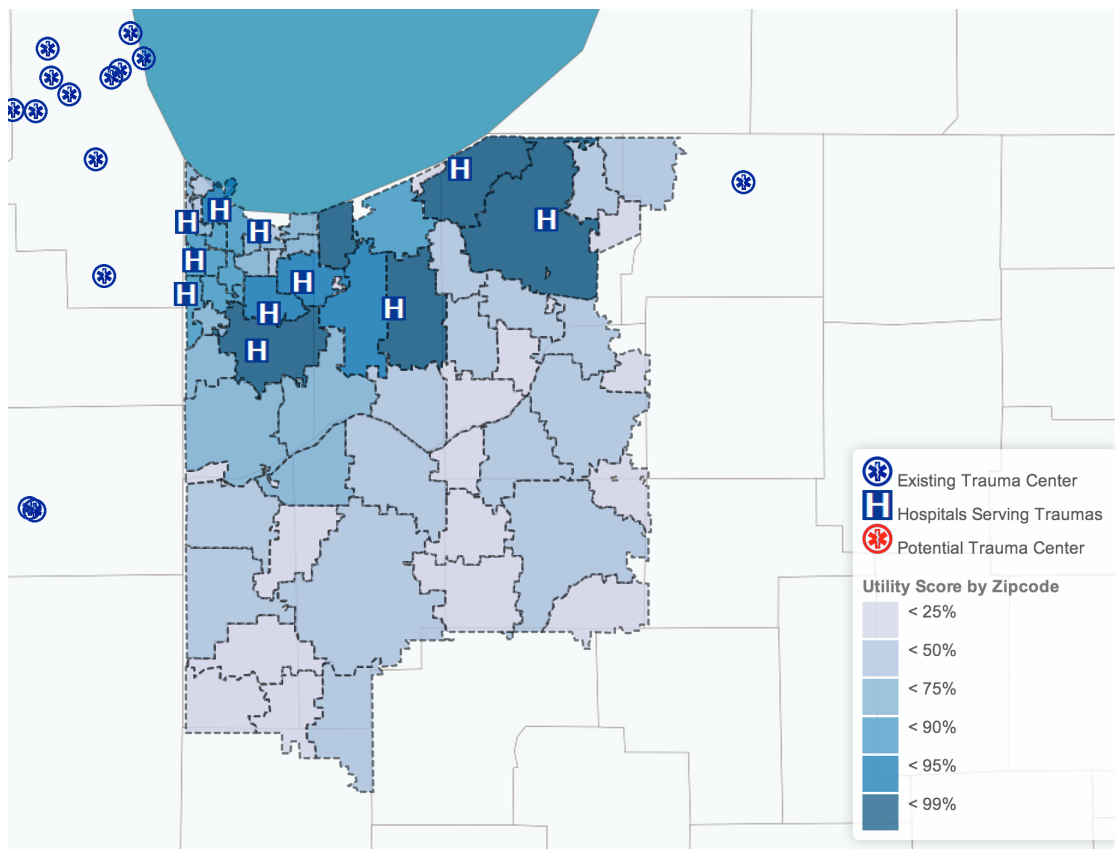 H
H
H
H
H
H
H
H
H
H
H
Existing Trauma Center
H Hospitals Serving Traumas
Potential Trauma Center
Utility Score by Zipcode
< 25%
< 50%
< 75%
< 90%
< 95%
< 99%